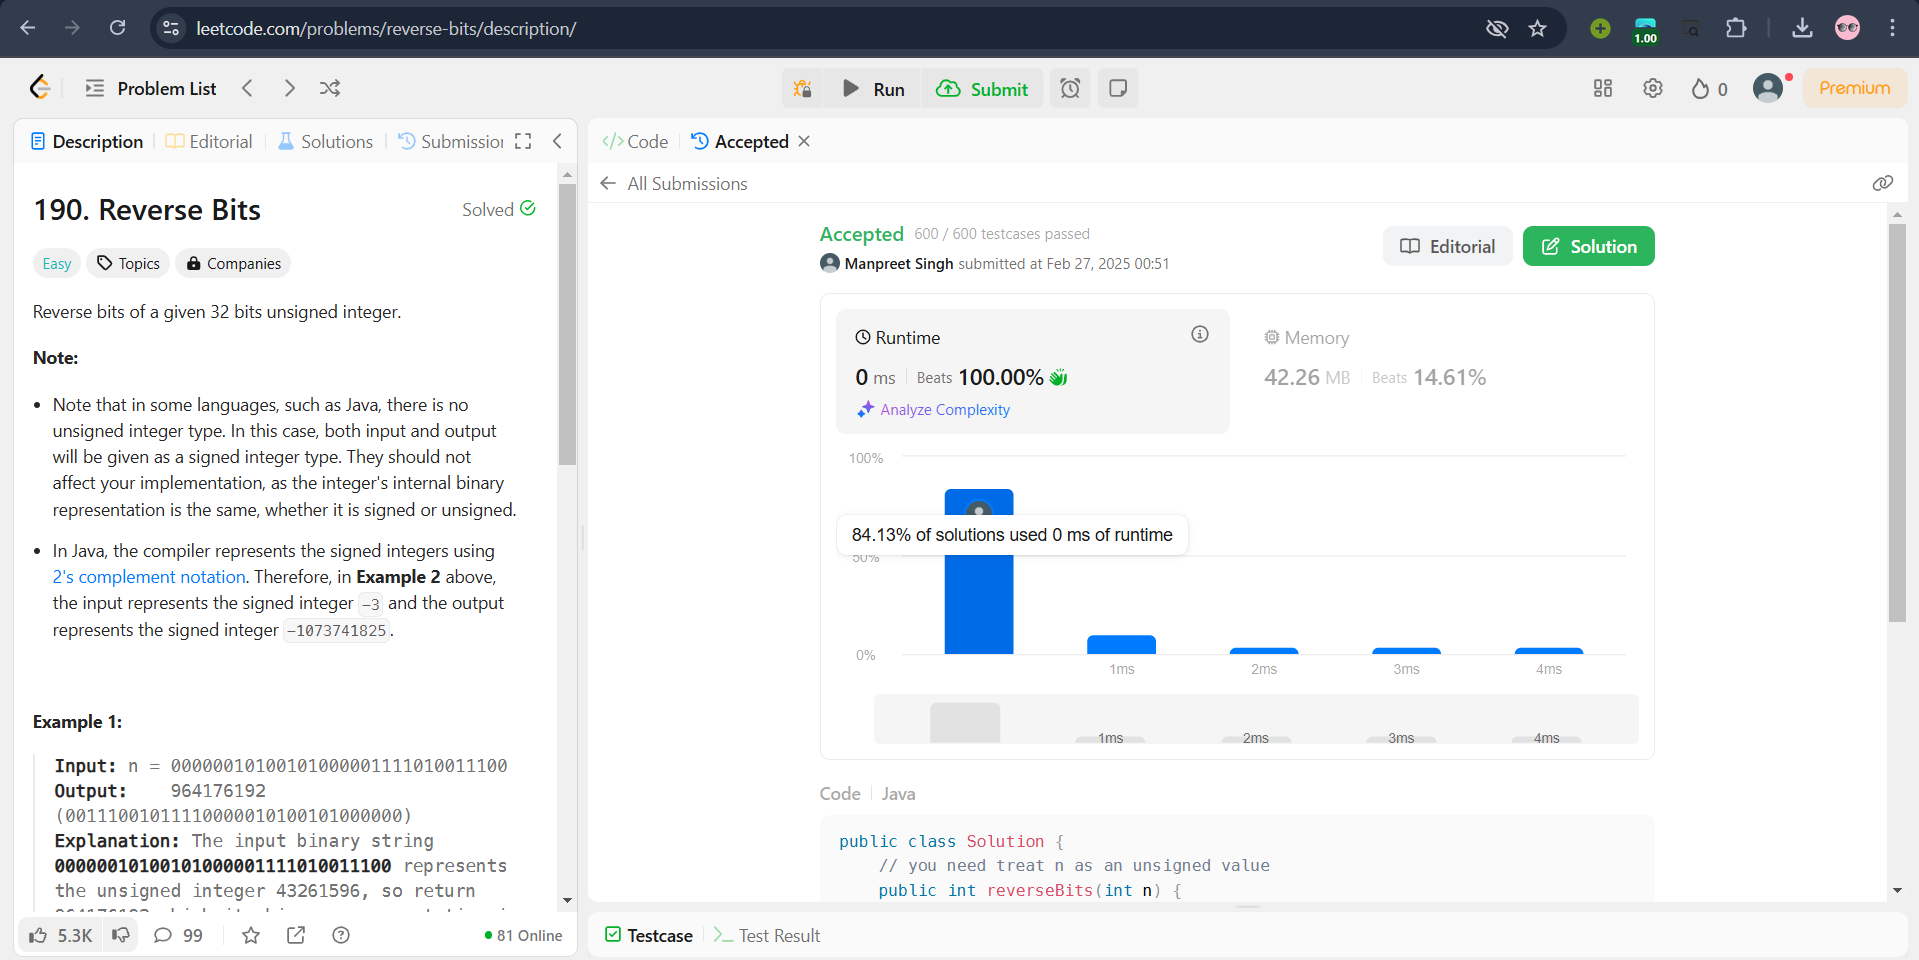 leetcode.com/problems/reverse-bits/description/
1.00
Problem List
Run
Submit
0
Premium
Description
Editorial
Solutions
Submission
190. Reverse Bits
Solved
Easy
Topics
Companies
Reverse bits of a given 32 bits unsigned integer.
Note:
• Note that in some languages, such as Java, there is no
unsigned integer type. In this case, both input and output
will be given as a signed integer type. They should not
affect your implementation, as the integer's internal binary
representation is the same, whether it is signed or unsigned.
• In Java, the compiler represents the signed integers using
2's complement notation. Therefore, in Example 2 above,
the input represents the signed integer -3 and the output
represents the signed integer -1073741825.
Example 1:
Input: n = 00000010100101000001111010011100
Output:    964176192
(00111001011110000010100101000000)
Explanation: The input binary string
00000010100101000001111010011100 represents
the unsigned integer 43261596, so return
5.3K
99
81 Online
</> Code
Accepted
All Submissions
Accepted 600 / 600 testcases passed
Manpreet Singh submitted at Feb 27, 2025 00:51
Editorial
Solution
Runtime
0 ms Beats 100.00%
Analyze Complexity
Memory
42.26 MB Beats 14.61%
100%
84.13% of solutions used 0 ms of runtime
50%
0%
1ms
2ms
3ms
4ms
1ms
2ms
3ms
4ms
Code
Java
public class Solution {
// you need treat n as an unsigned value
public int reverseBits(int n) {
Testcase
Test Result